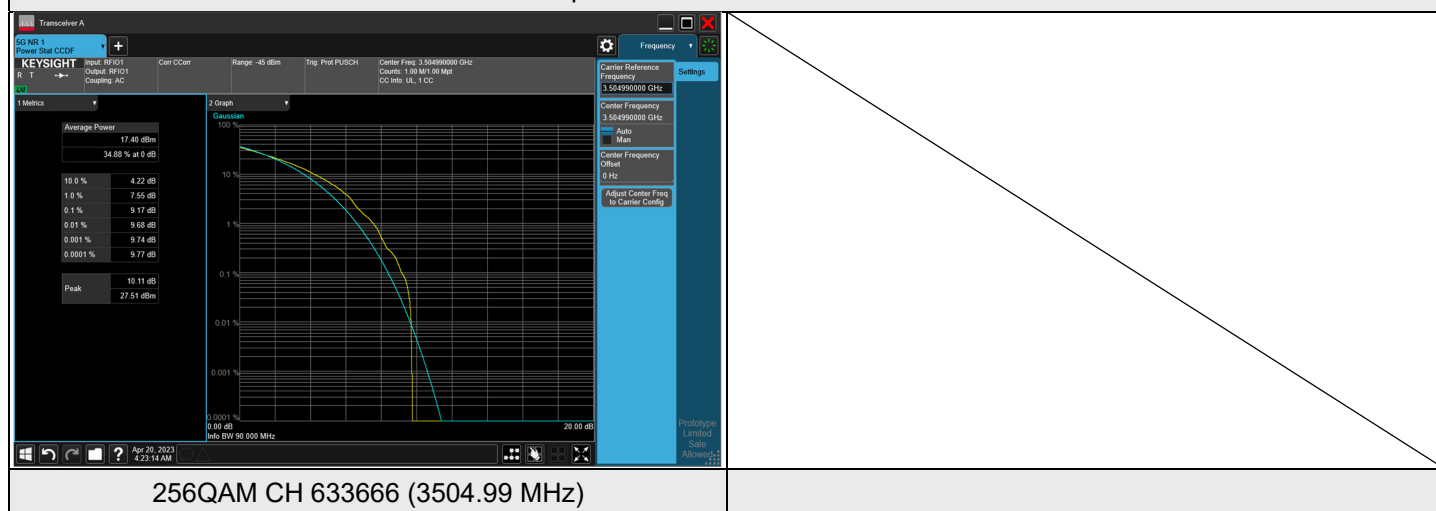 Transceiver A
5G NR 1
Power Stat CCDF
+
Frequency
KEYSIGHT
R T
LXI
Input: RFIO1
Output: RFIO1
Coupling: AC
Corr CCorr
Range: -45 dBm
Trig: Prot PUSCH
Center Freq: 3.504990000 GHz
Counts: 1.00 M/1.00 Mpt
CC Info: UL, 1 CC
Carrier Reference
Frequency
3.504990000 GHz
Settings
Center Frequency
3.504990000 GHz
Auto
Man
Center Frequency
Offset
0 Hz
Adjust Center Freq
to Carrier Config
1 Metrics
Average Power
17.40 dBm
34.88 % at 0 dB
10.0 % 4.22 dB
1.0 % 7.55 dB
0.1 % 9.17 dB
0.01 % 9.68 dB
0.001 % 9.74 dB
0.0001 % 9.77 dB
Peak
10.11 dB
27.51 dBm
2 Graph
Gaussian
100 %
10 %
1 %
0.1 %
0.01 %
0.001 %
0.0001 %
0.00 dB
20.00 dB
Info BW 90.000 MHz
Prototype
Limited
Sale
Allowed
?
Apr 20, 2023
4:23:14 AM
256QAM CH 633666 (3504.99 MHz)